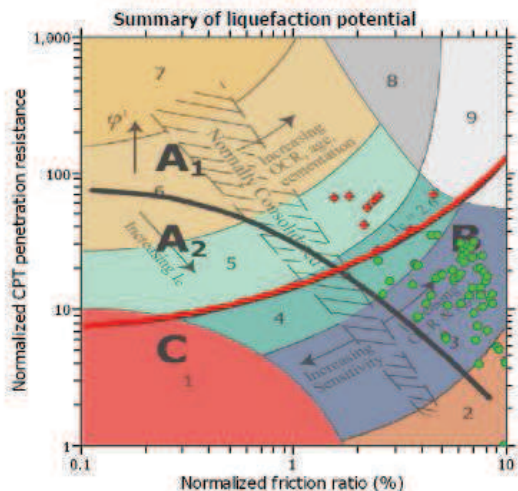 Summary of liquefaction potential
Normalized CPT penetration resistance
1,000
100
10
1
7
8
9
φ'
A1
Increasing
OCR, age,
cementation
Normally Consolidated
6
A2
Increasing Ic
5
B
4
3
C
1
Increasing
sensitivity
2
0.1
1
10
Normalized friction ratio (%)